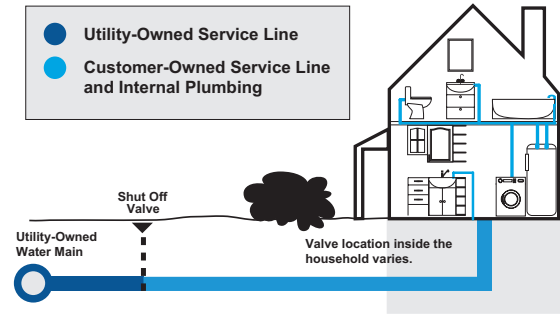 Utility-Owned Service Line
Customer-Owned Service Line
and Internal Plumbing
Shut Off
Valve
Utility-Owned
Water Main
Valve location inside the
household varies.